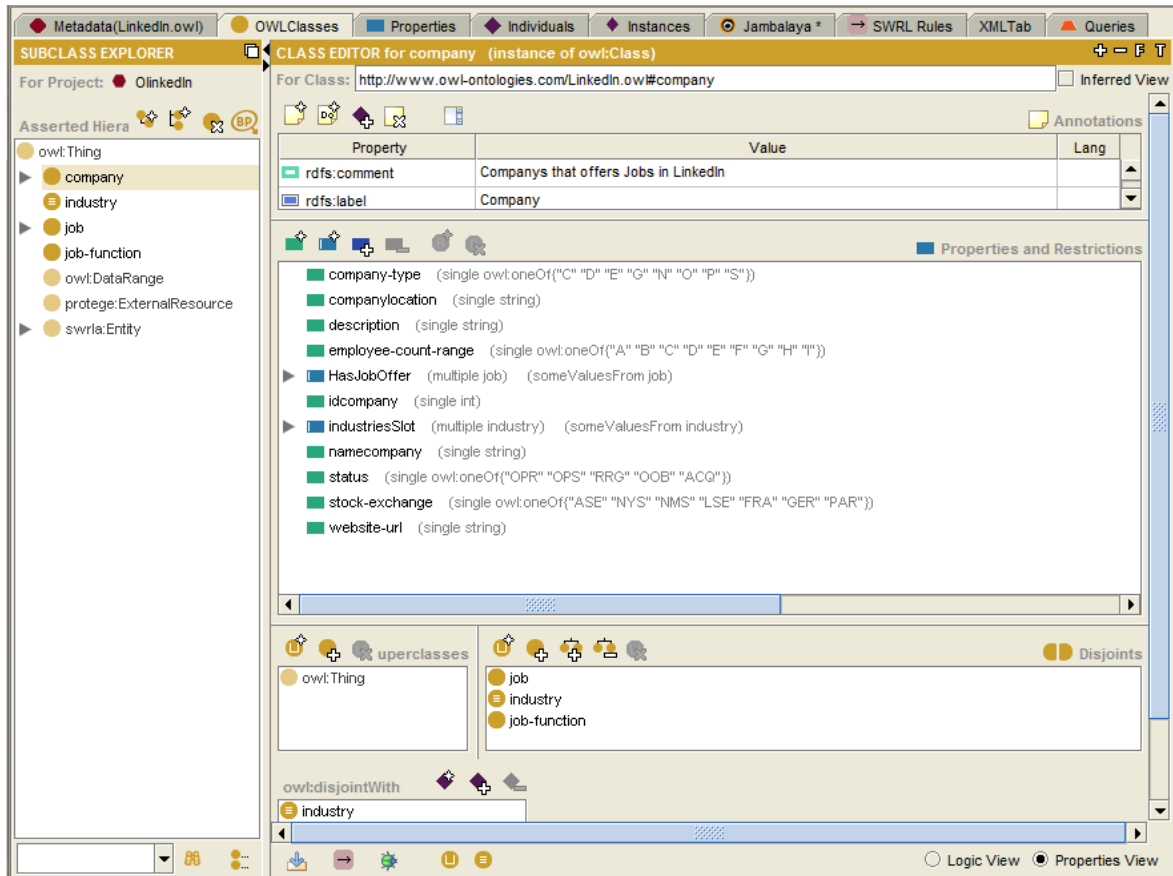 Metadata(LinkedIn.owl) OWLClasses Properties Individuals Instances Jambalaya * SWRL Rules XMLTab Queries
SUBCLASS EXPLORER
For Project: OlinkedIn
Asserted Hiera BP
owl:Thing
company
industry
job
job-function
owl:DataRange
protege:ExternalResource
swrla:Entity
CLASS EDITOR for company (instance of owl:Class) F T
For Class: http://www.owl-ontologies.com/LinkedIn.owl#company Inferred View
Annotations
Property Value Lang
rdfs:comment Companys that offers Jobs in LinkedIn
rdfs:label Company
Properties and Restrictions
company-type (single owl:oneOf{"C" "D" "E" "G" "N" "O" "P" "S"})
companylocation (single string)
description (single string)
employee-count-range (single owl:oneOf{"A" "B" "C" "D" "E" "F" "G" "H" "I"})
HasJobOffer (multiple job) (someValuesFrom job)
idcompany (single int)
industriesSlot (multiple industry) (someValuesFrom industry)
namecompany (single string)
status (single owl:oneOf{"OPR" "OPS" "RRG" "OOB" "ACQ"})
stock-exchange (single owl:oneOf{"ASE" "NYS" "NMS" "LSE" "FRA" "GER" "PAR"})
website-url (single string)
uperclasses
owl:Thing
Disjoints
job
industry
job-function
owl:disjointWith
industry
Logic View Properties View